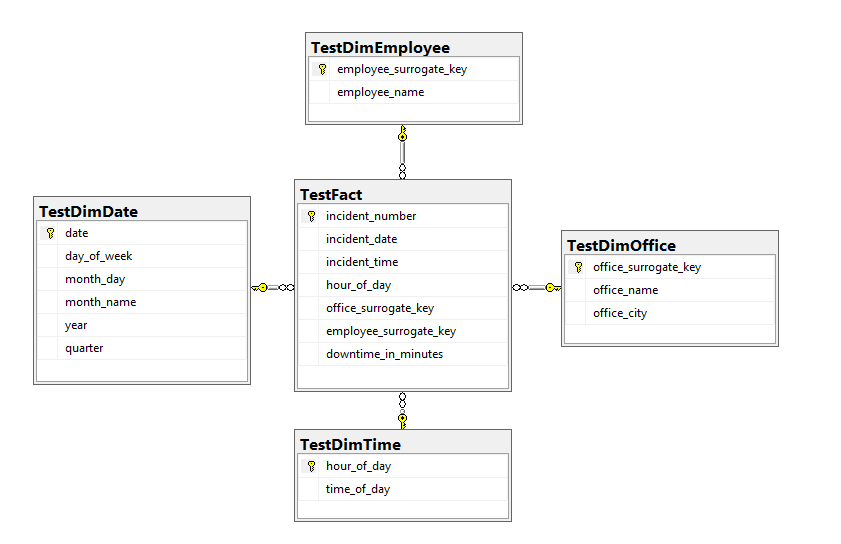 TestDimEmployee
employee_surrogate_key
employee_name
TestFact
incident_number
incident_date
incident_time
hour_of_day
office_surrogate_key
employee_surrogate_key
downtime_in_minutes
TestDimDate
date
day_of_week
month_day
month_name
year
quarter
TestDimOffice
office_surrogate_key
office_name
office_city
TestDimTime
hour_of_day
time_of_day